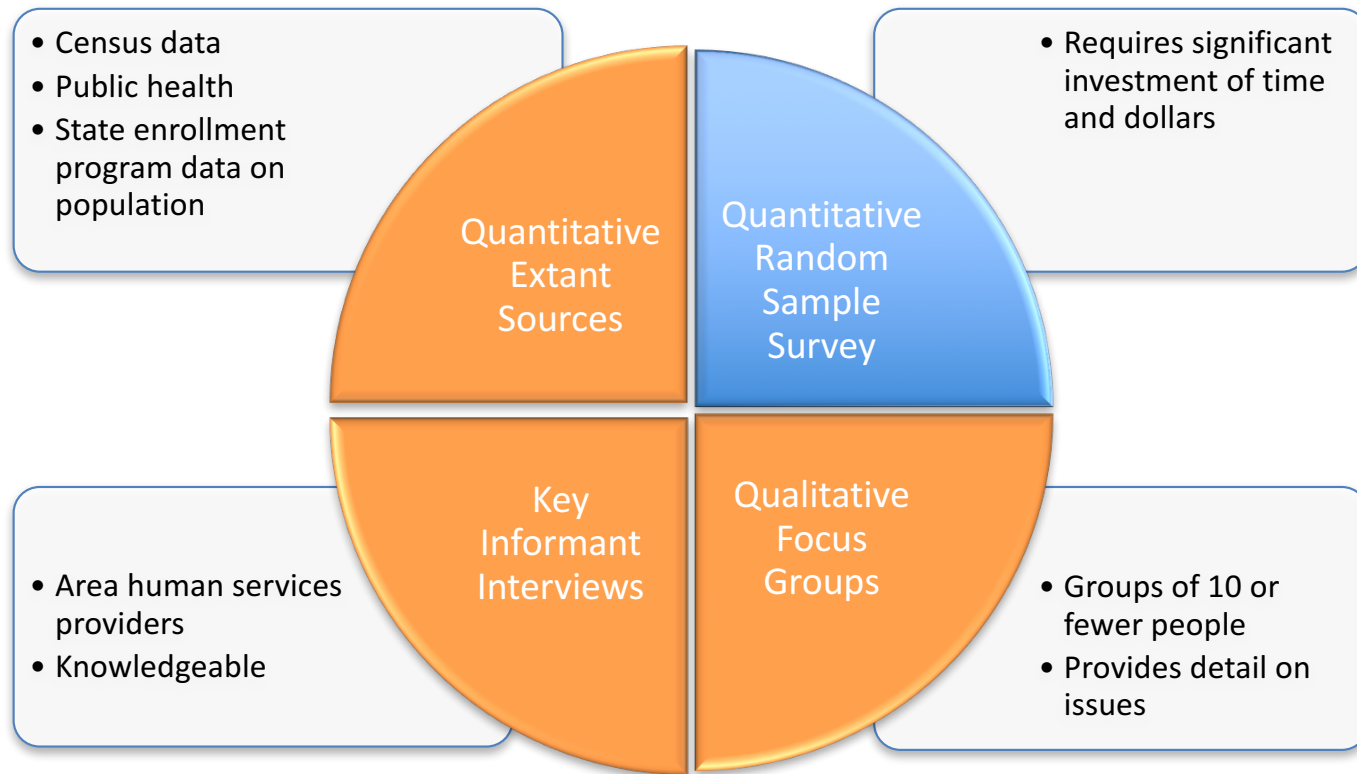 • Census data
• Public health
• State enrollment
program data on
population
• Requires significant
investment of time
and dollars
Quantitative
Extant
Sources
Quantitative
Random
Sample
Survey
Key
Informant
Interviews
Qualitative
Focus
Groups
• Area human services
providers
• Knowledgeable
• Groups of 10 or
fewer people
• Provides detail on
issues